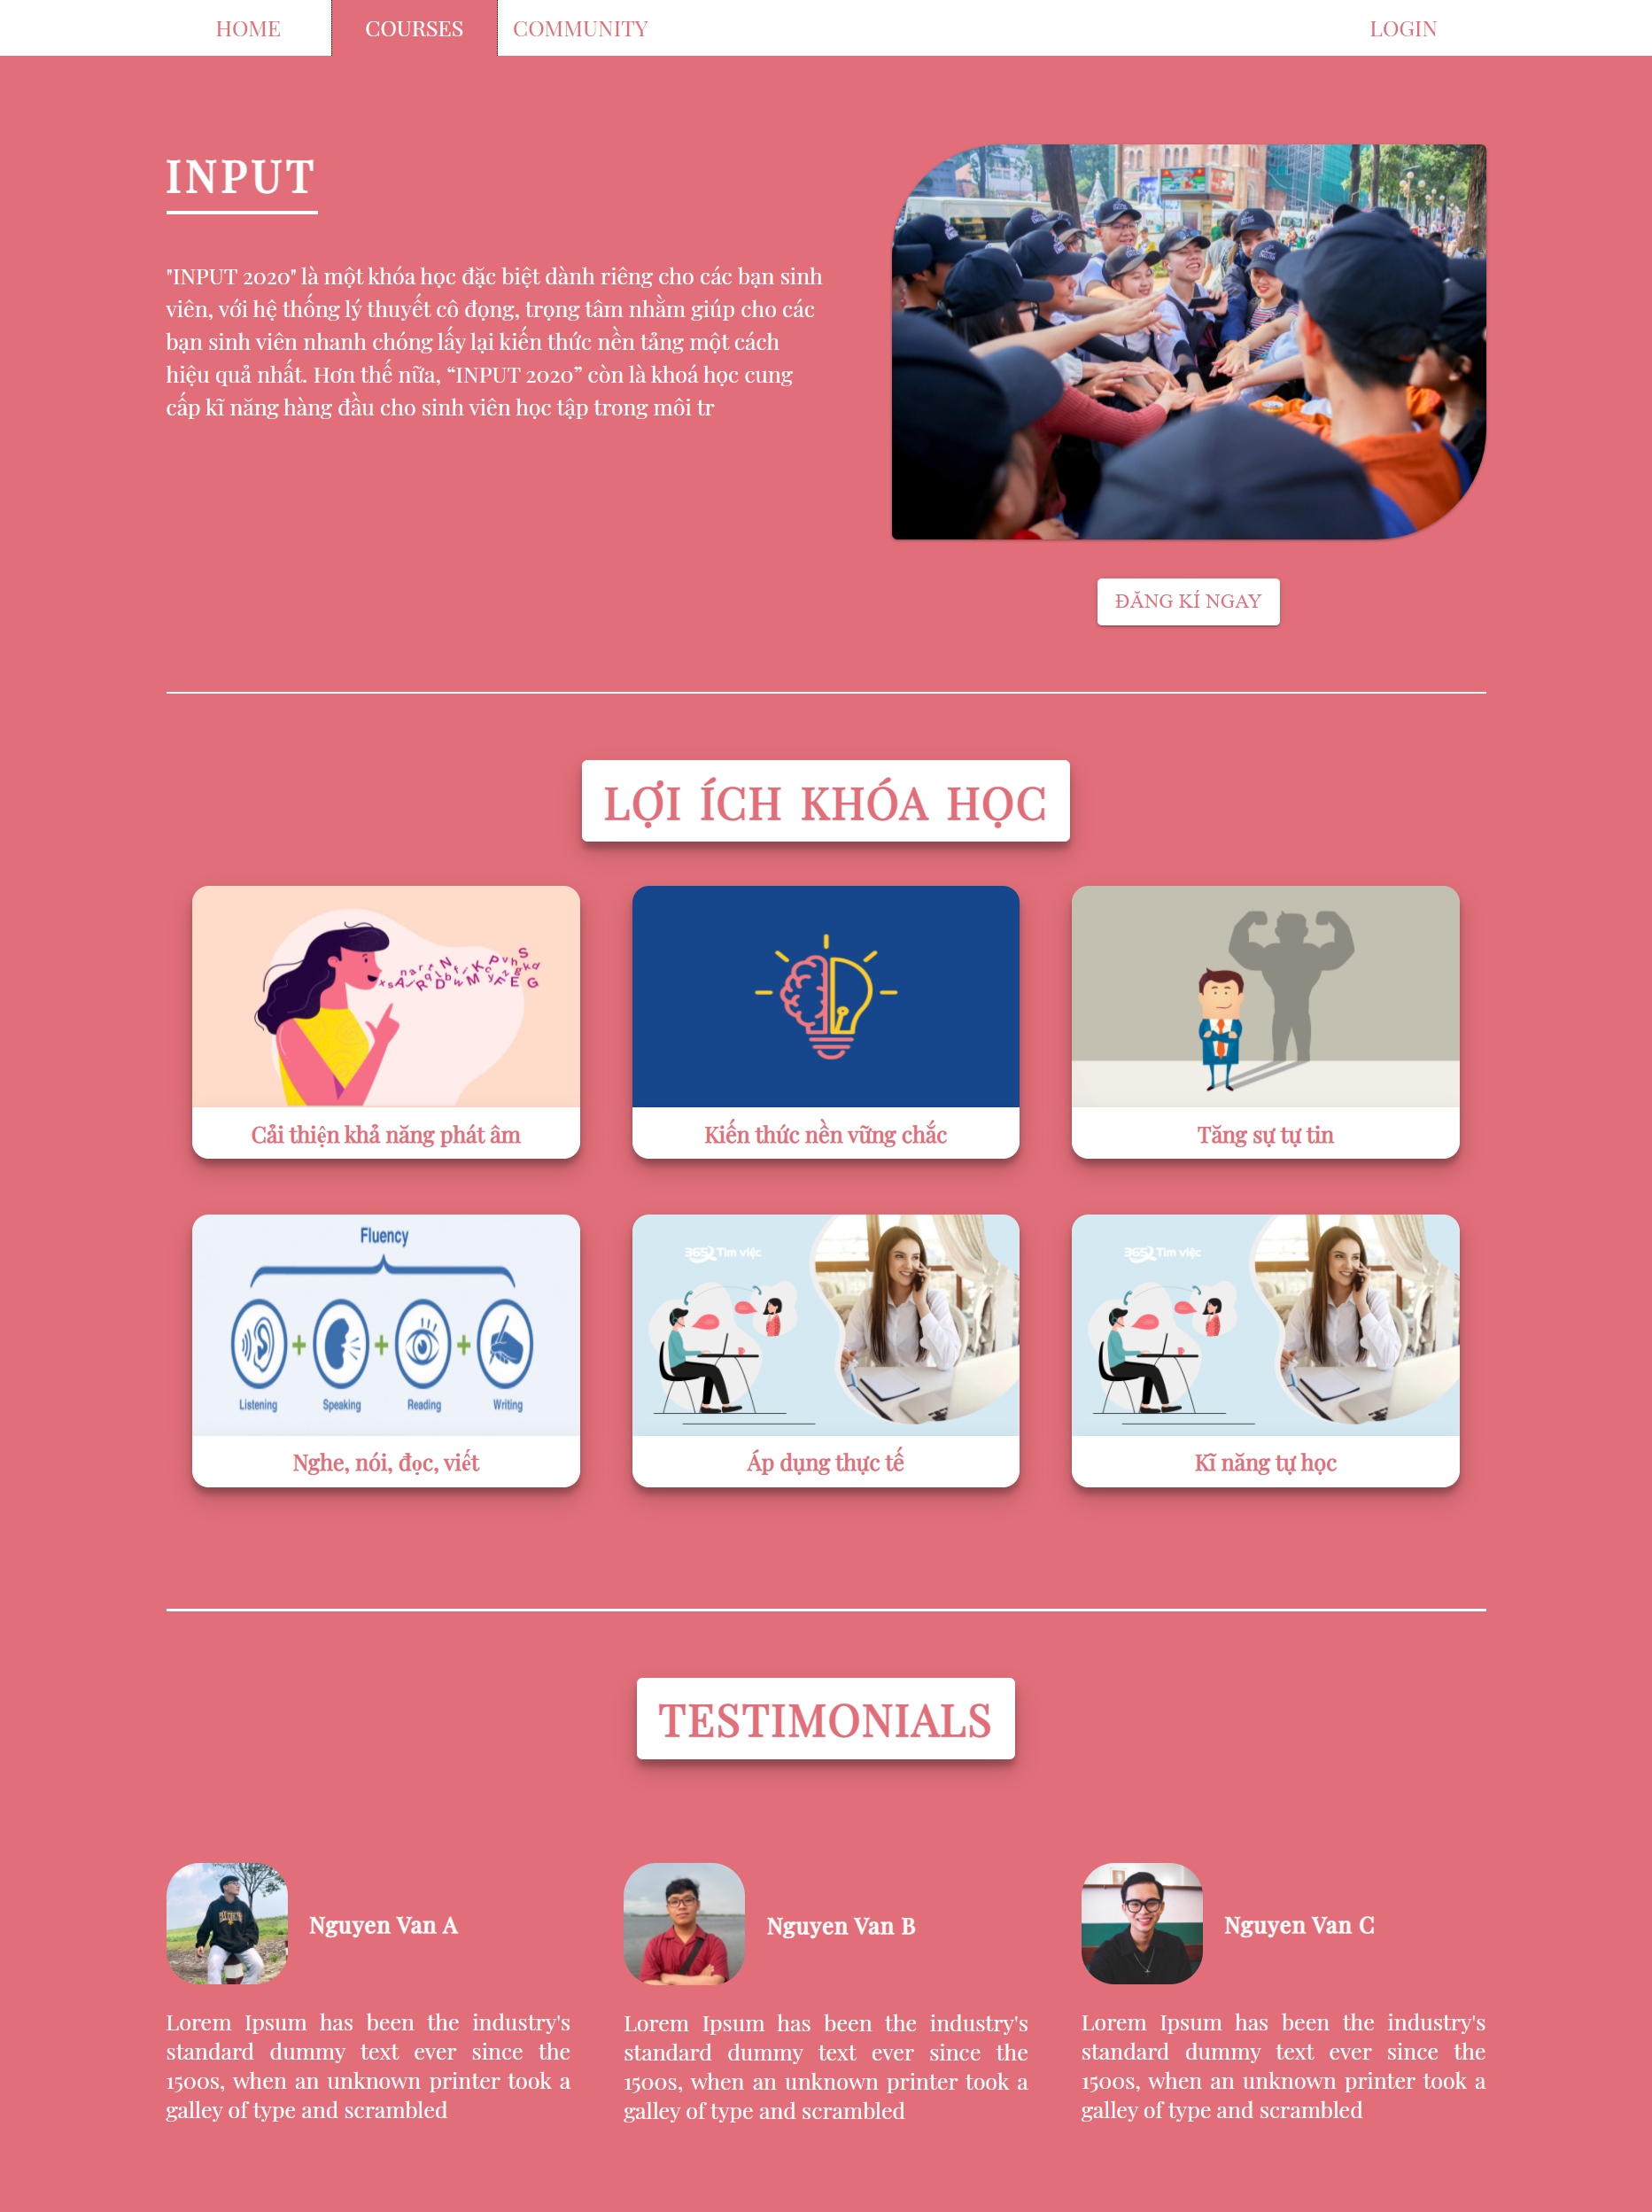 HOME COURSES COMMUNITY LOGIN
INPUT
"INPUT 2020" là một khóa học đặc biệt dành riêng cho các bạn sinh
viên, với hệ thống lý thuyết cô đọng, trọng tâm nhằm giúp cho các
bạn sinh viên nhanh chóng lấy lại kiến thức nền tảng một cách
hiệu quả nhất. Hơn thế nữa, “INPUT 2020” còn là khoá học cung
cấp kĩ năng hàng đầu cho sinh viên học tập trong môi tr
ĐĂNG KÍ NGAY
LỢI ÍCH KHÓA HỌC
Cải thiện khả năng phát âm
Kiến thức nền vững chắc
Tăng sự tự tin
Fluency
Listening Speaking Reading Writing
365 Tìm việc
365 Tìm việc
Nghe, nói, đọc, viết
Áp dụng thực tế
Kĩ năng tự học
TESTIMONIALS
Nguyen Van A
Lorem Ipsum has been the industry's
standard dummy text ever since the
1500s, when an unknown printer took a
galley of type and scrambled
Nguyen Van B
Lorem Ipsum has been the industry's
standard dummy text ever since the
1500s, when an unknown printer took a
galley of type and scrambled
Nguyen Van C
Lorem Ipsum has been the industry's
standard dummy text ever since the
1500s, when an unknown printer took a
galley of type and scrambled